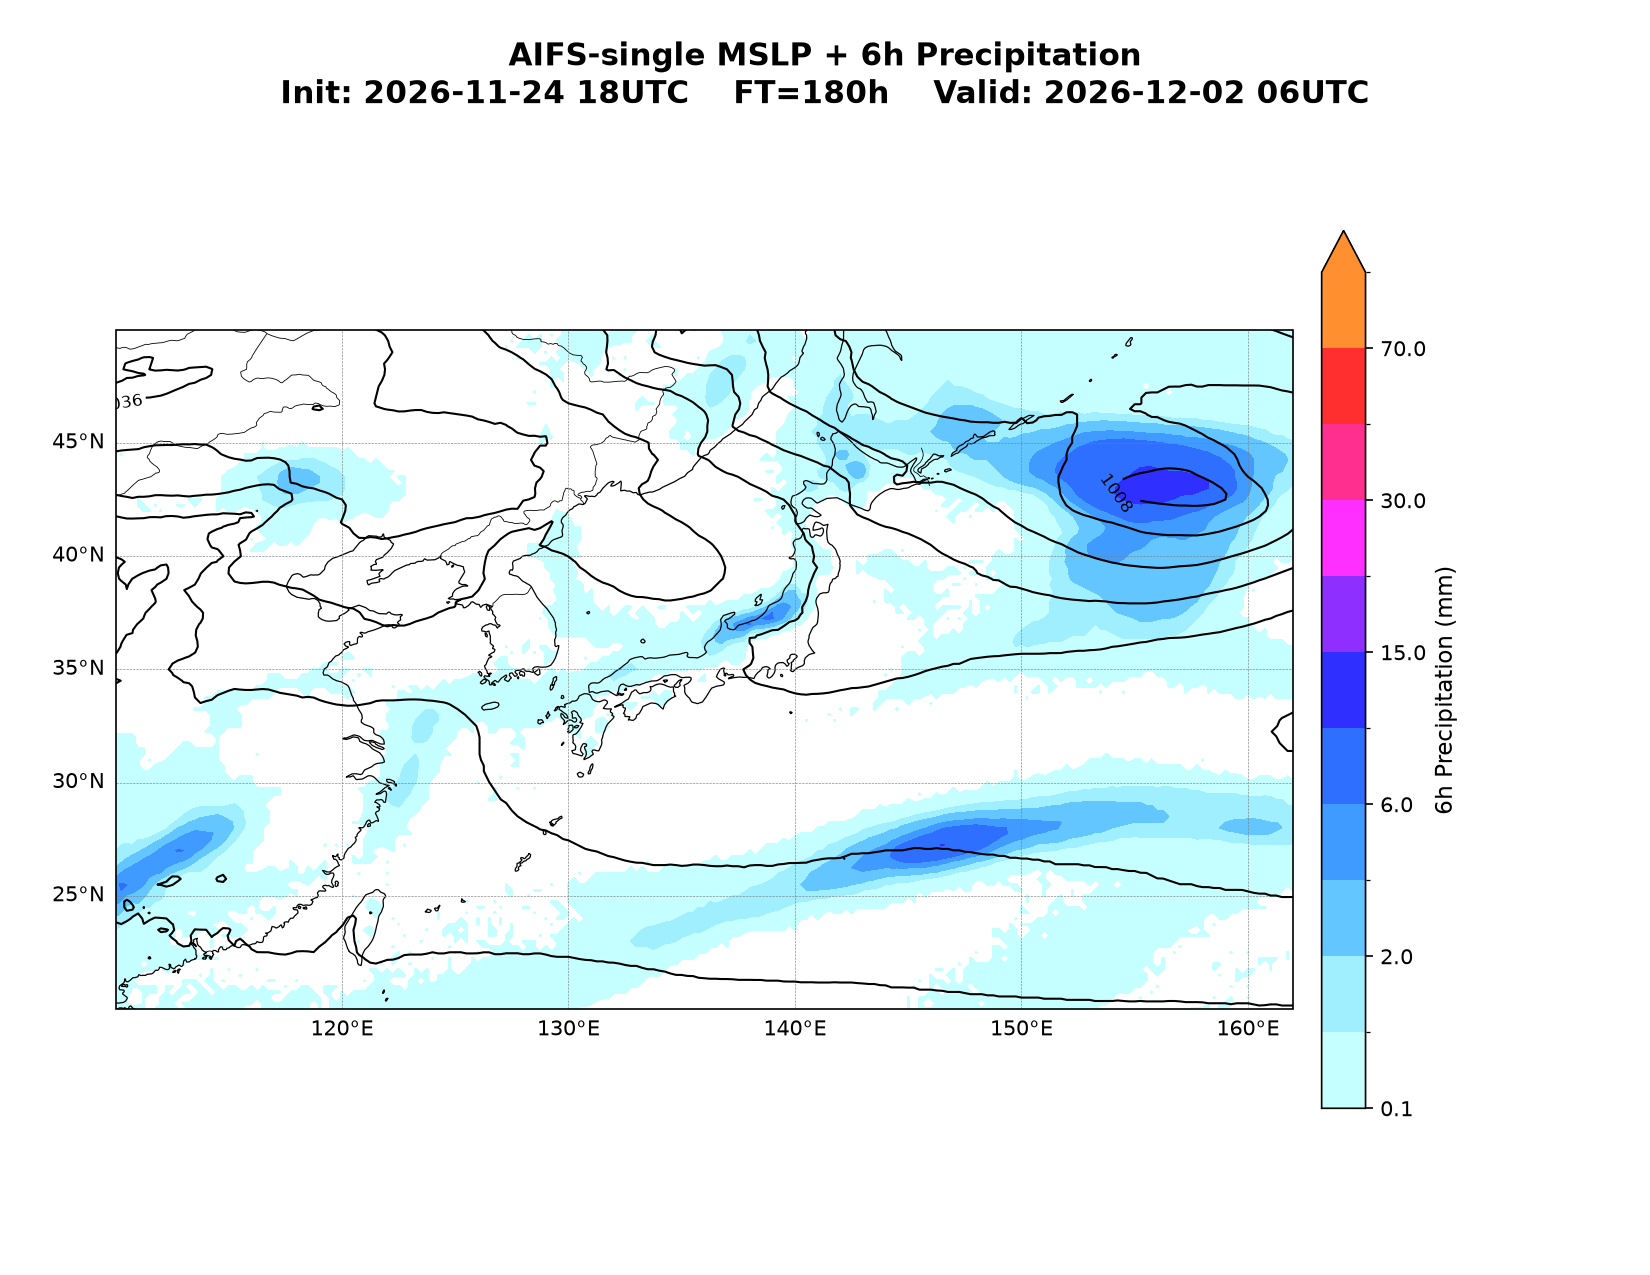 AIFS-single MSLP + 6h Precipitation
Init: 2026-11-24 18UTC    FT=180h    Valid: 2026-12-02 06UTC
70.0
30.0
15.0
6.0
2.0
0.1
6h Precipitation (mm)
45°N
40°N
35°N
30°N
25°N
120°E
130°E
140°E
150°E
160°E
036
1008